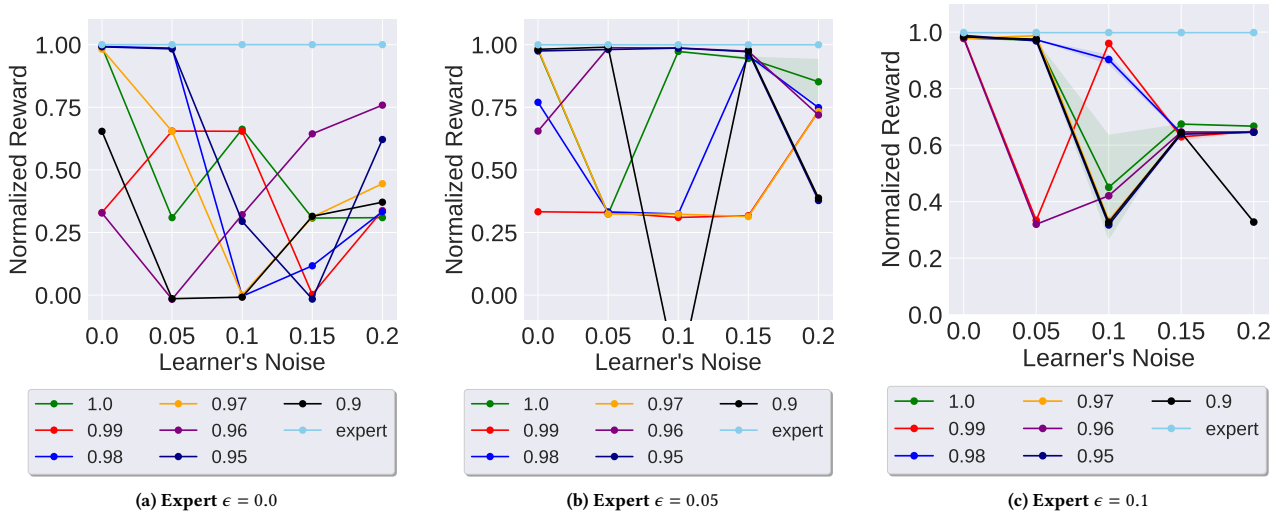 Normalized Reward
1.00
0.75
0.50
0.25
0.00
0.0 0.05 0.1 0.15 0.2
Learner's Noise
1.0 0.97 0.9
0.99 0.96 expert
0.98 0.95
(a) Expert ϵ = 0.0
Normalized Reward
1.00
0.75
0.50
0.25
0.00
0.0 0.05 0.1 0.15 0.2
Learner's Noise
1.0 0.97 0.9
0.99 0.96 expert
0.98 0.95
(b) Expert ϵ = 0.05
Normalized Reward
1.0
0.8
0.6
0.4
0.2
0.0
0.0 0.05 0.1 0.15 0.2
Learner's Noise
1.0 0.97 0.9
0.99 0.96 expert
0.98 0.95
(c) Expert ϵ = 0.1